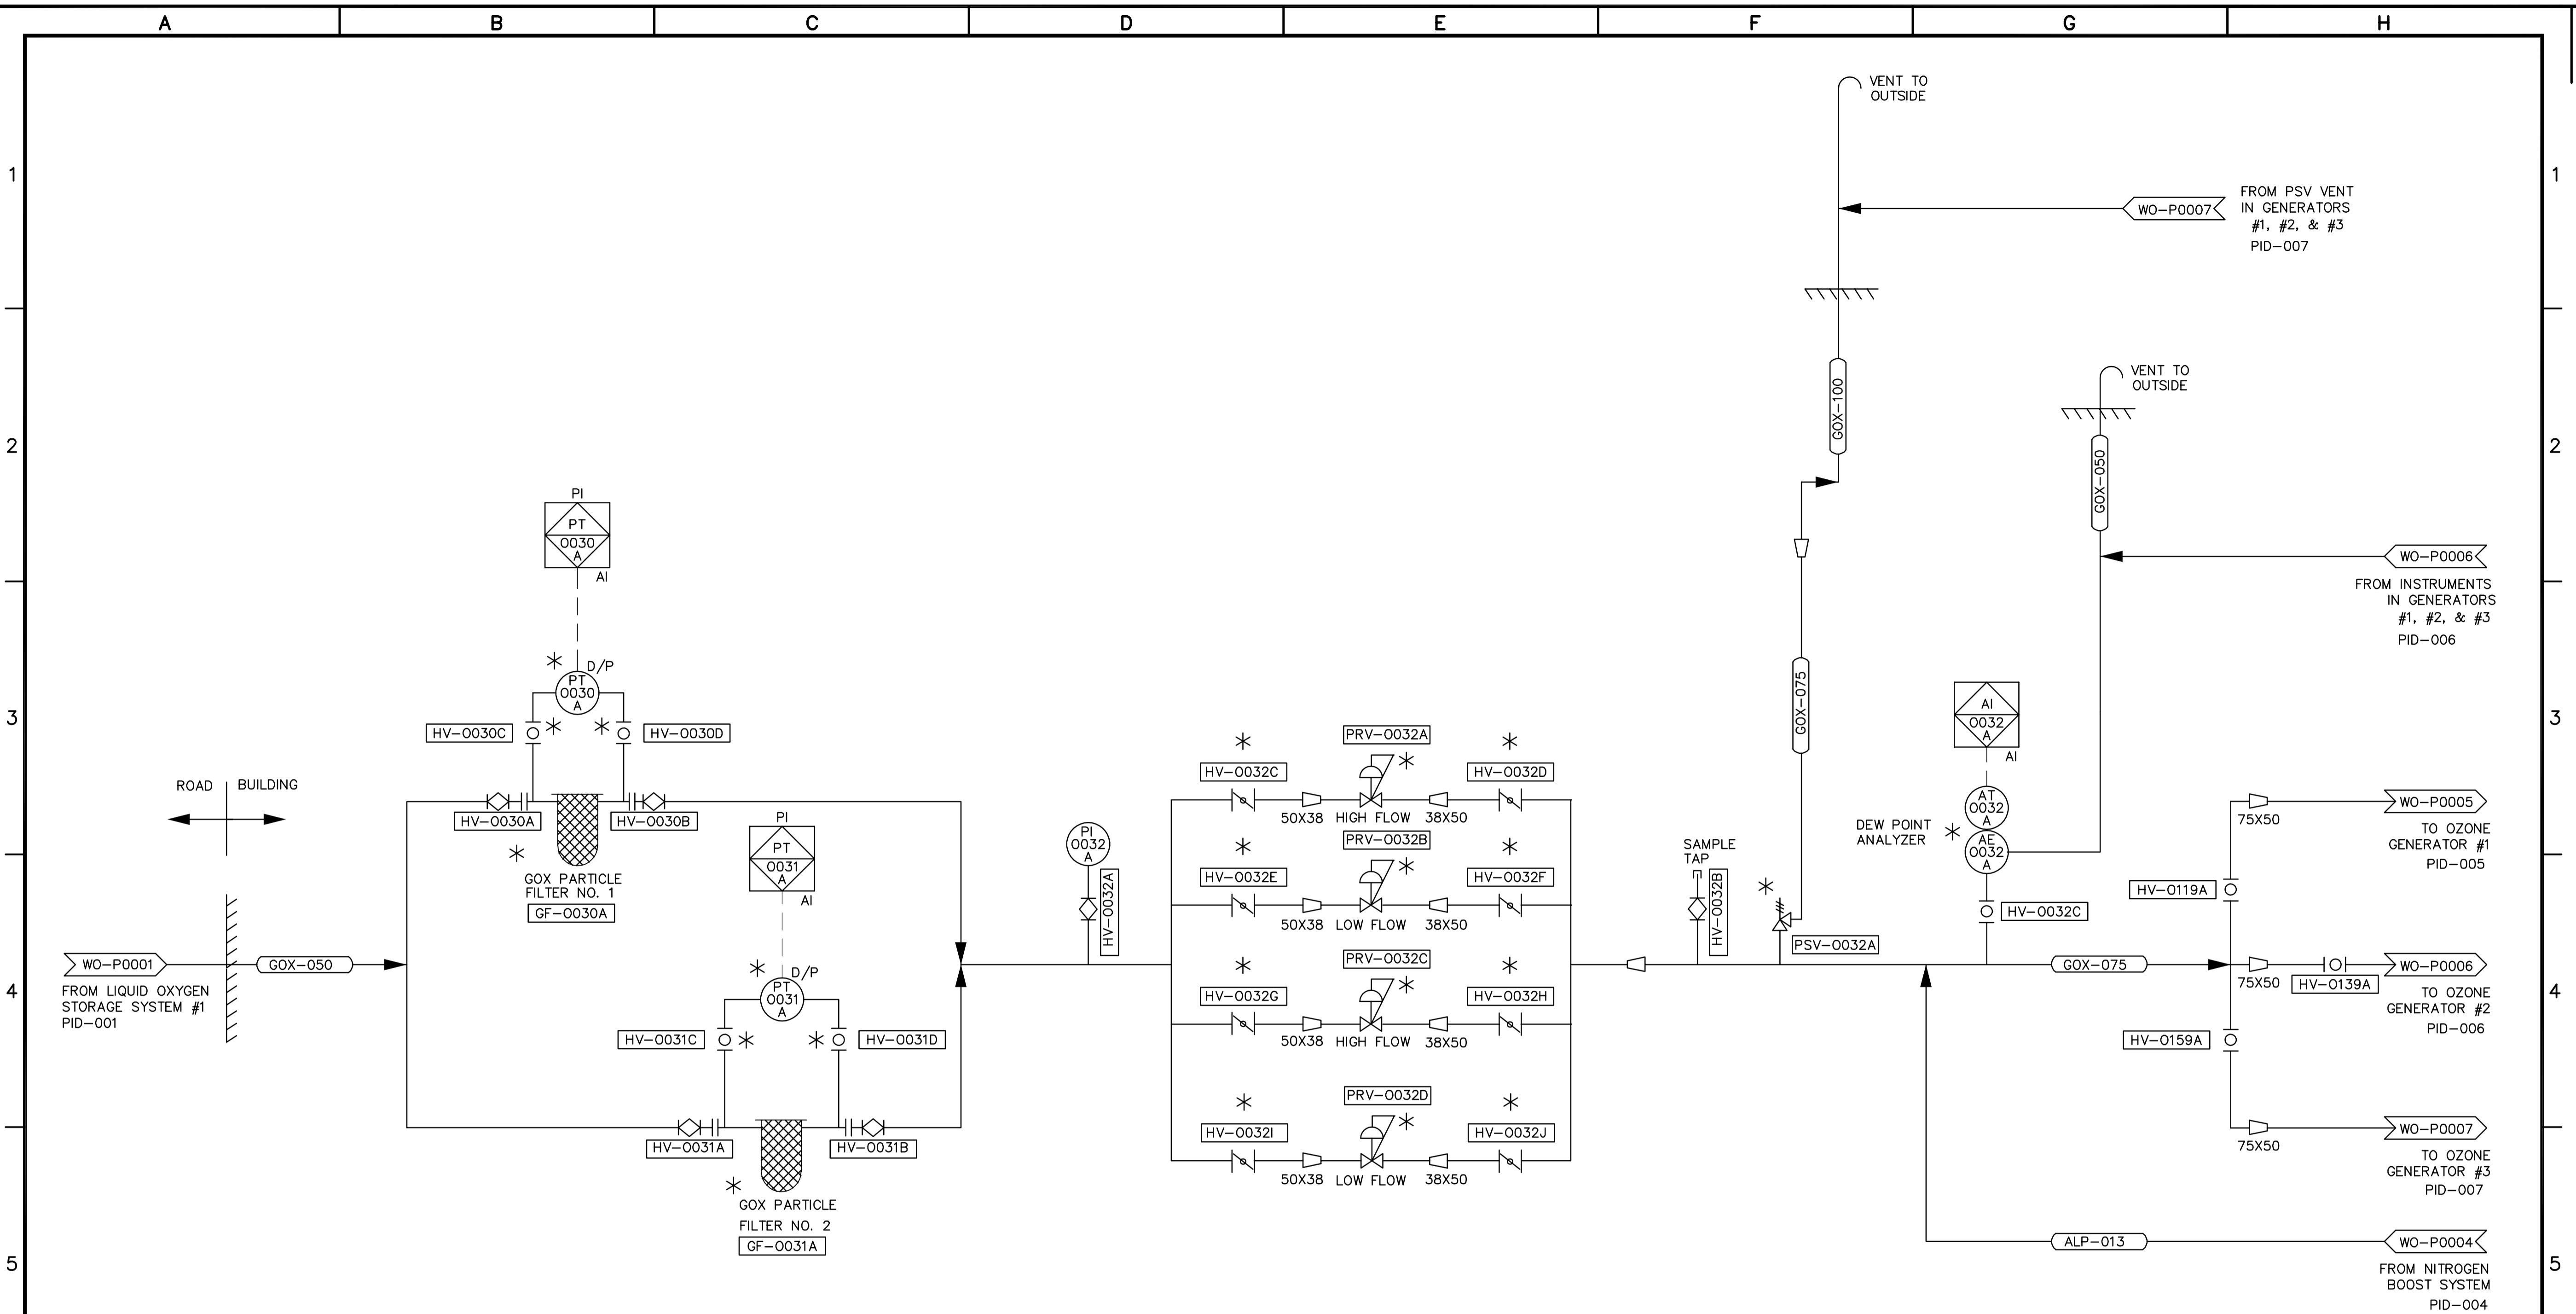 A B C D E F G H
1 1
2 2
3 3
4 4
5 5
VENT TO
OUTSIDE
WO-P0007
FROM PSV VENT
IN GENERATORS
#1, #2, & #3
PID-007
GOX-100
VENT TO
OUTSIDE
GOX-050
WO-P0006
FROM INSTRUMENTS
IN GENERATORS
#1, #2, & #3
PID-006
PI
PT
0030
A
AI
D/P
PT
0030
A
HV-0030C
HV-0030D
HV-0030A
HV-0030B
GOX PARTICLE
FILTER NO. 1
GF-0030A
ROAD
BUILDING
WO-P0001
GOX-050
FROM LIQUID OXYGEN
STORAGE SYSTEM #1
PID-001
PI
PT
0031
A
AI
D/P
PT
0031
A
HV-0031C
HV-0031D
HV-0031A
HV-0031B
GOX PARTICLE
FILTER NO. 2
GF-0031A
PI
0032
A
HV-0032A
HV-0032C
PRV-0032A
HV-0032D
50X38 HIGH FLOW 38X50
PRV-0032B
HV-0032E
HV-0032F
50X38 LOW FLOW 38X50
PRV-0032C
HV-0032G
HV-0032H
50X38 HIGH FLOW 38X50
PRV-0032D
HV-0032I
HV-0032J
50X38 LOW FLOW 38X50
SAMPLE
TAP
HV-0032B
GOX-075
PSV-0032A
AI
0032
A
AI
AT
0032
A
DEW POINT
ANALYZER
AE
0032
A
HV-0032C
GOX-075
HV-0119A
75X50
WO-P0005
TO OZONE
GENERATOR #1
PID-005
75X50
HV-0139A
WO-P0006
TO OZONE
GENERATOR #2
PID-006
HV-0159A
75X50
WO-P0007
TO OZONE
GENERATOR #3
PID-007
ALP-013
WO-P0004
FROM NITROGEN
BOOST SYSTEM
PID-004